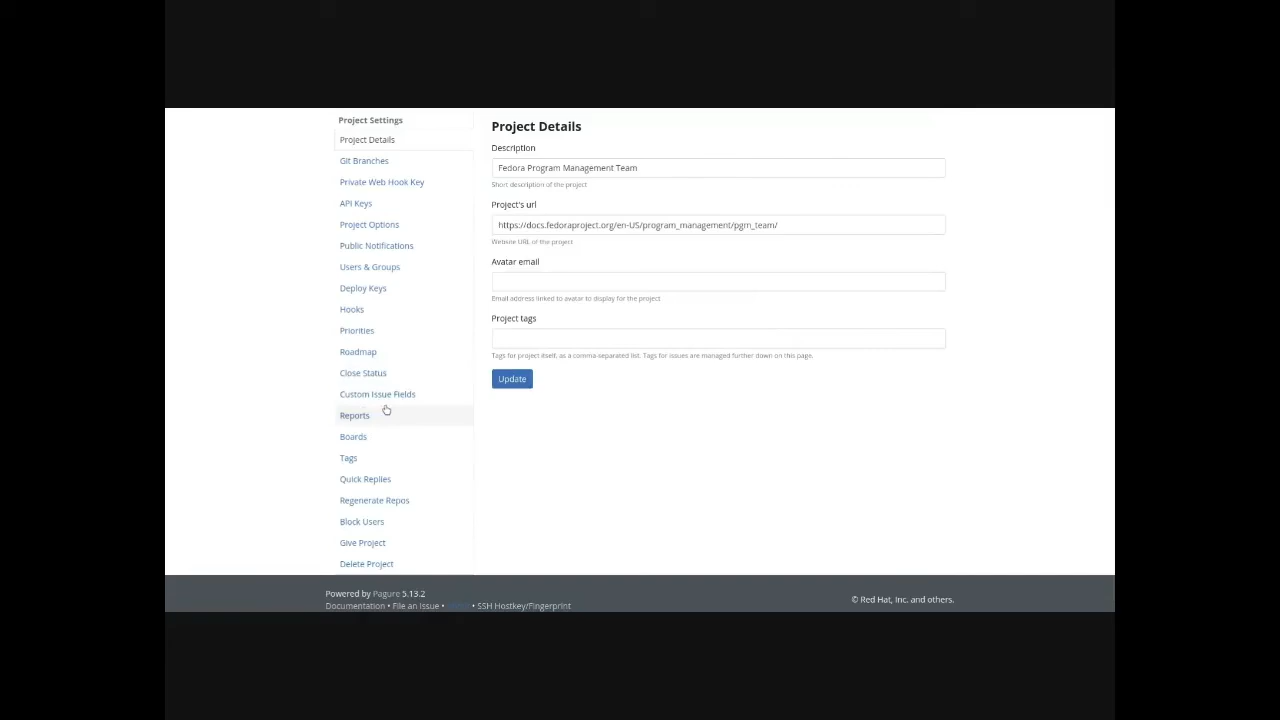 Project Settings
Project Details
Git Branches
Private Web Hook Key
API Keys
Project Options
Public Notifications
Users & Groups
Deploy Keys
Hooks
Priorities
Roadmap
Close Status
Custom Issue Fields
Reports
Boards
Tags
Quick Replies
Regenerate Repos
Block Users
Give Project
Delete Project
Project Details
Description
Fedora Program Management Team
Short description of the project
Project's url
https://docs.fedoraproject.org/en-US/program_management/pgm_team/
Website URL of the project
Avatar email
Email address linked to avatar to display for the project
Project tags
Tags for project itself, as a comma-separated list. Tags for issues are managed further down on this page.
Update
Powered by Pagure 5.13.2
Documentation • File an Issue • • SSH Hostkey/Fingerprint
© Red Hat, Inc. and others.